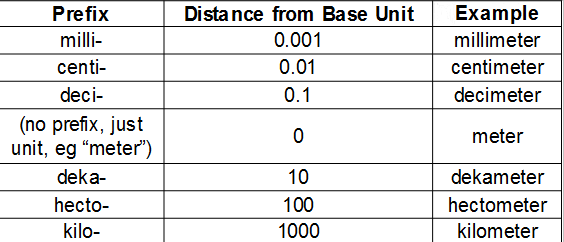 Prefix Distance from Base Unit Example
milli- 0.001 millimeter
centi- 0.01 centimeter
deci- 0.1 decimeter
(no prefix, just
unit, eg “meter”) 0 meter
deka- 10 dekameter
hecto- 100 hectometer
kilo- 1000 kilometer